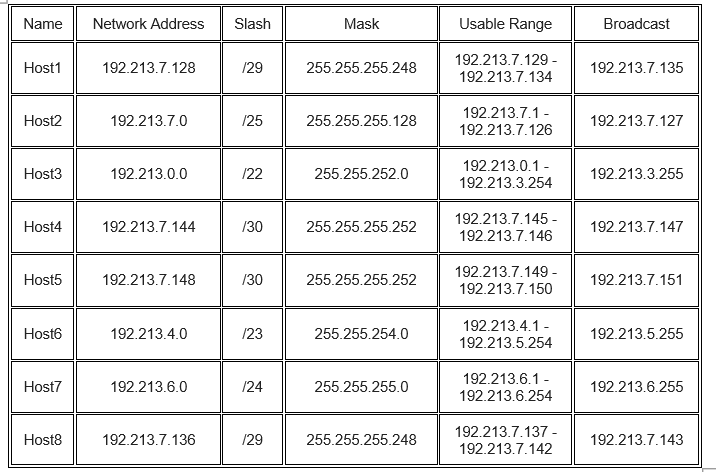 Name Network Address Slash Mask Usable Range Broadcast
Host1 192.213.7.128 /29 255.255.255.248 192.213.7.129 -
192.213.7.134 192.213.7.135
Host2 192.213.7.0 /25 255.255.255.128 192.213.7.1 -
192.213.7.126 192.213.7.127
Host3 192.213.0.0 /22 255.255.252.0 192.213.0.1 -
192.213.3.254 192.213.3.255
Host4 192.213.7.144 /30 255.255.255.252 192.213.7.145 -
192.213.7.146 192.213.7.147
Host5 192.213.7.148 /30 255.255.255.252 192.213.7.149 -
192.213.7.150 192.213.7.151
Host6 192.213.4.0 /23 255.255.254.0 192.213.4.1 -
192.213.5.254 192.213.5.255
Host7 192.213.6.0 /24 255.255.255.0 192.213.6.1 -
192.213.6.254 192.213.6.255
Host8 192.213.7.136 /29 255.255.255.248 192.213.7.137 -
192.213.7.142 192.213.7.143